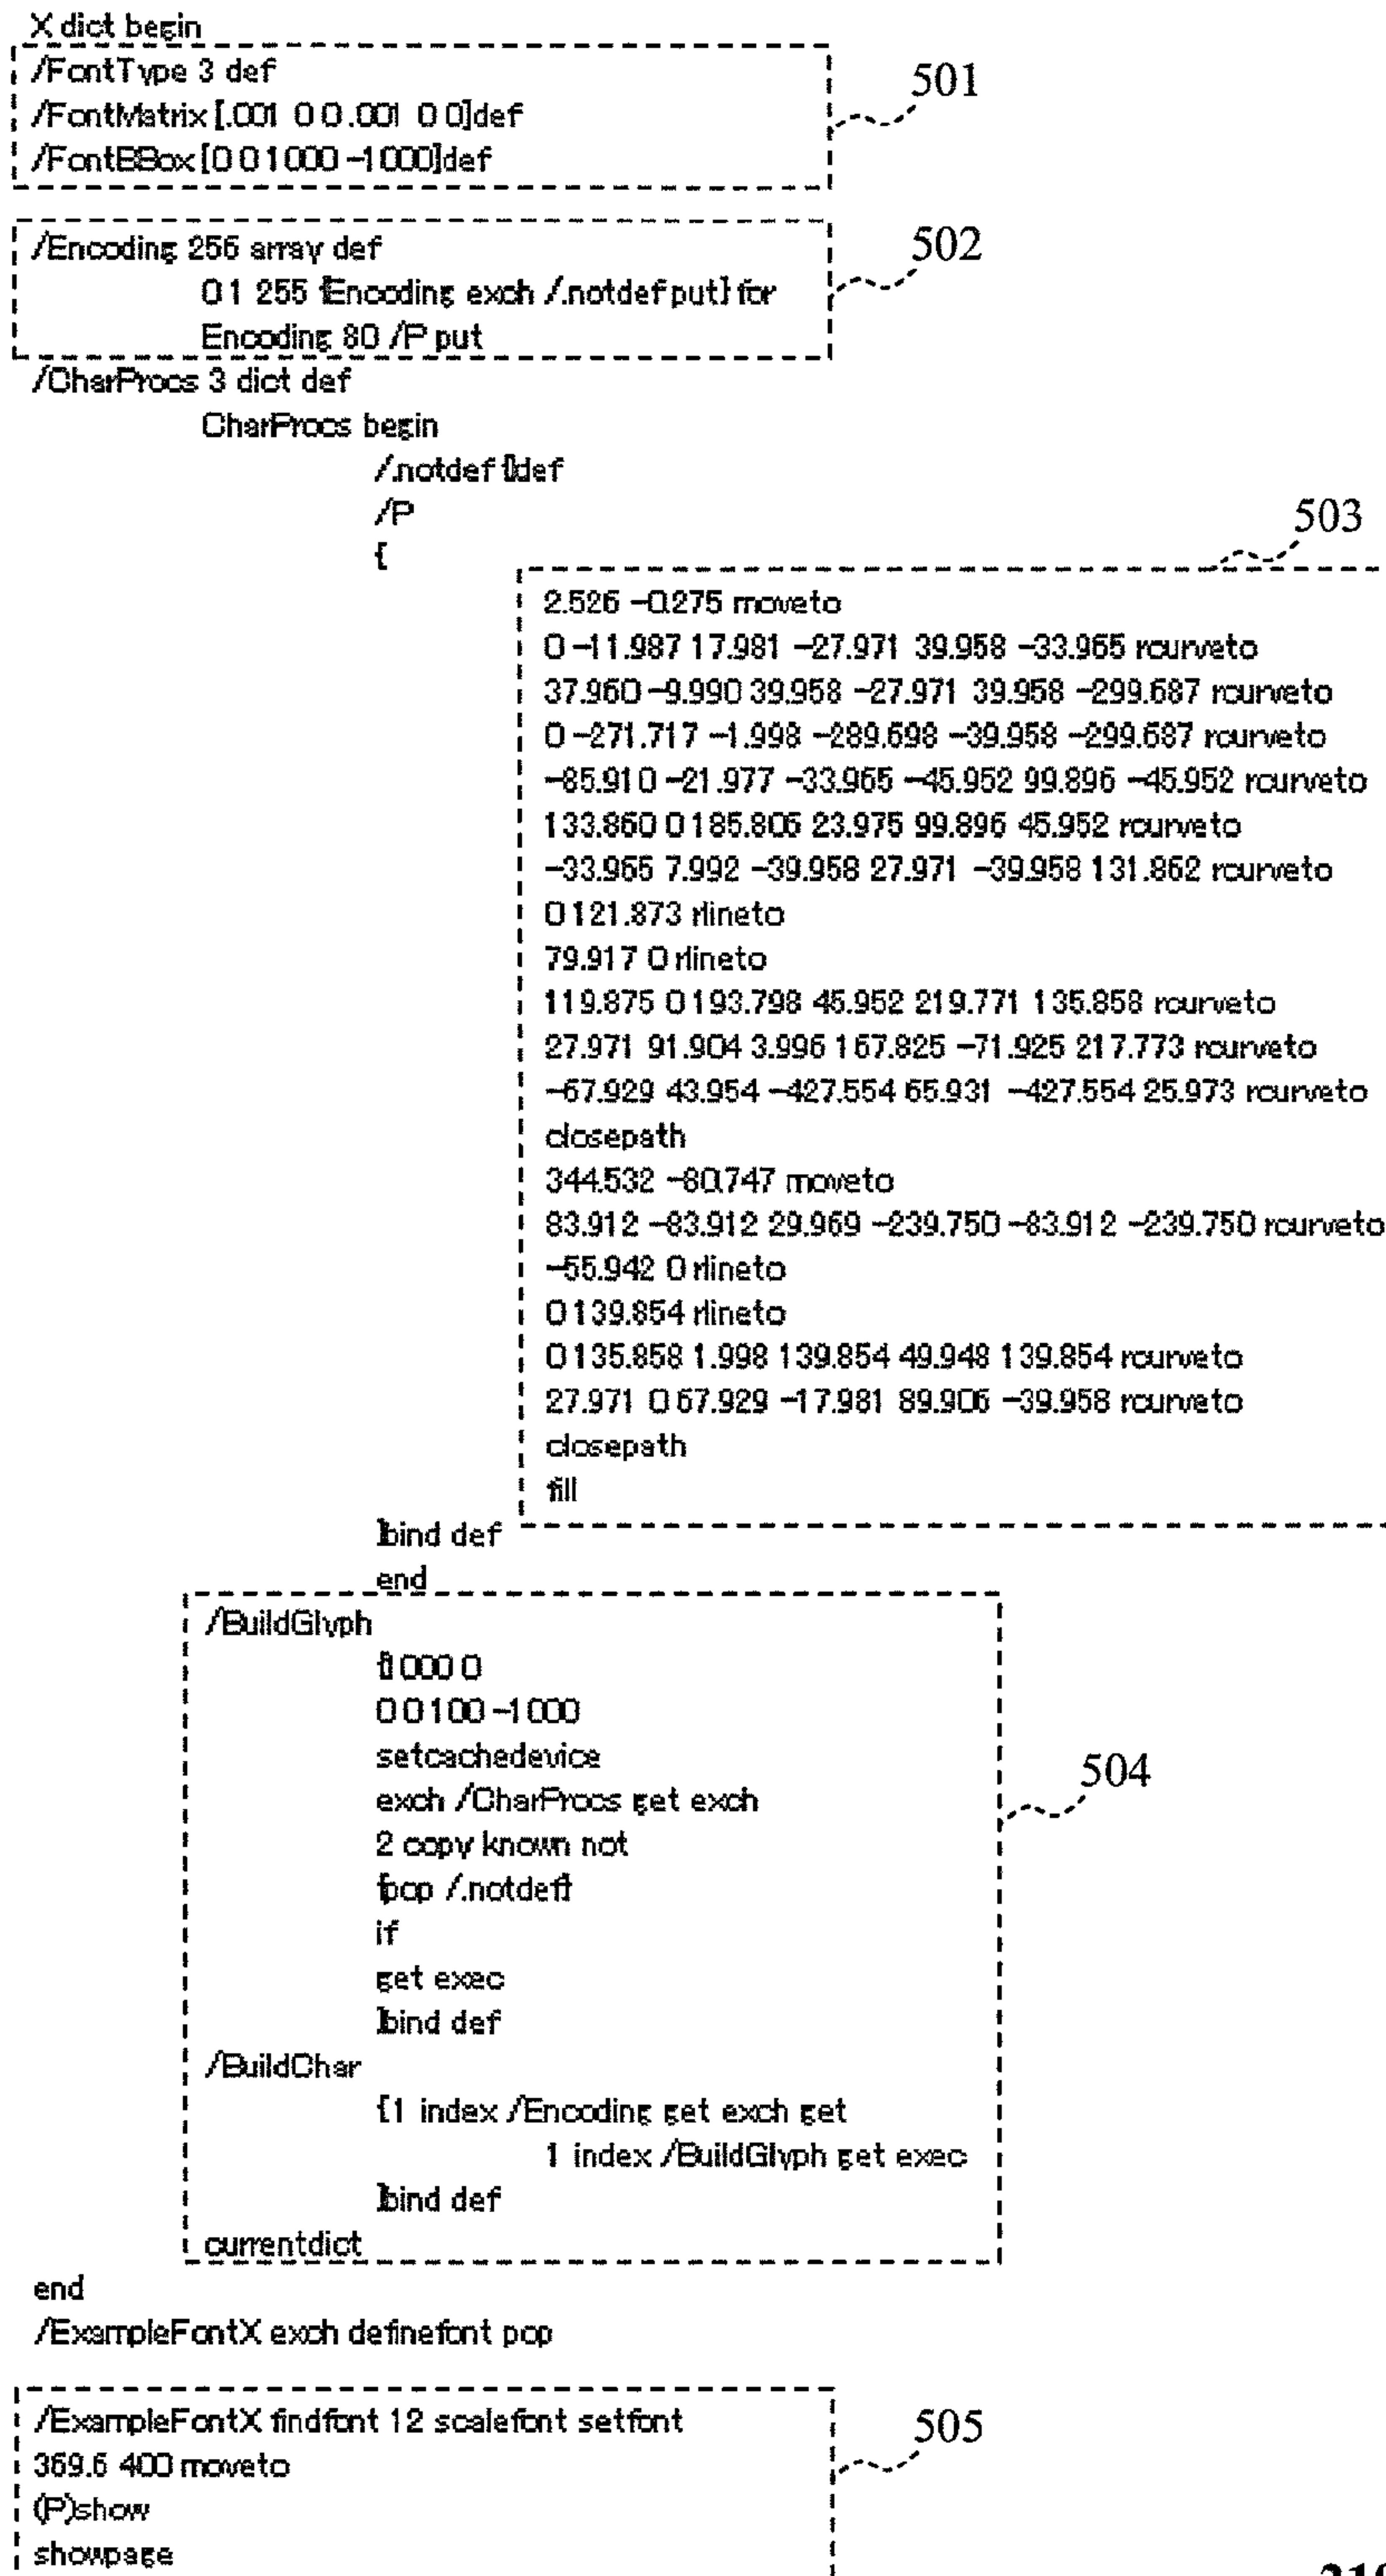 X dict begin
/FontType 3 def
/FontMatrix [.001 0 0 .001 0 0]def
/FontBBox [0 0 1000 -1000]def
501
/Encoding 256 array def
0 1 255 {Encoding exch /.notdef put} for
Encoding 80 /P put
502
/CharProcs 3 dict def
CharProcs begin
/.notdef {}def
/P
{
503
2.526 -0.275 moveto
0 -11.987 17.981 -27.971 39.958 -33.965 rcurveto
37.960 -9.990 39.958 -27.971 39.958 -299.687 rcurveto
0 -271.717 -1.998 -289.698 -39.958 -299.687 rcurveto
-85.910 -21.977 -33.965 -45.952 99.896 -45.952 rcurveto
133.860 0 185.806 23.975 99.896 45.952 rcurveto
-33.965 7.992 -39.958 27.971 -39.958 131.862 rcurveto
0 121.873 rlineto
79.917 0 rlineto
119.875 0 193.798 45.952 219.771 135.858 rcurveto
27.971 91.904 3.996 167.825 -71.925 217.773 rcurveto
-67.929 43.954 -427.554 65.931 -427.554 25.973 rcurveto
closepath
344.532 -80.747 moveto
83.912 -83.912 29.969 -239.750 -83.912 -239.750 rcurveto
-55.942 0 rlineto
0 139.854 rlineto
0 135.858 1.998 139.854 49.948 139.854 rcurveto
27.971 0 67.929 -17.981 89.906 -39.958 rcurveto
closepath
fill
}bind def
end
/BuildGlyph
{1000 0
0 0 100 -1000
setcachedevice
exch /CharProcs get exch
2 copy known not
{pop /.notdef}
if
get exec
}bind def
504
/BuildChar
{1 index /Encoding get exch get
1 index /BuildGlyph get exec
}bind def
currentdict
end
/ExampleFontX exch definefont pop
/ExampleFontX findfont 12 scalefont setfont
505
369.6 400 moveto
(P)show
showpage